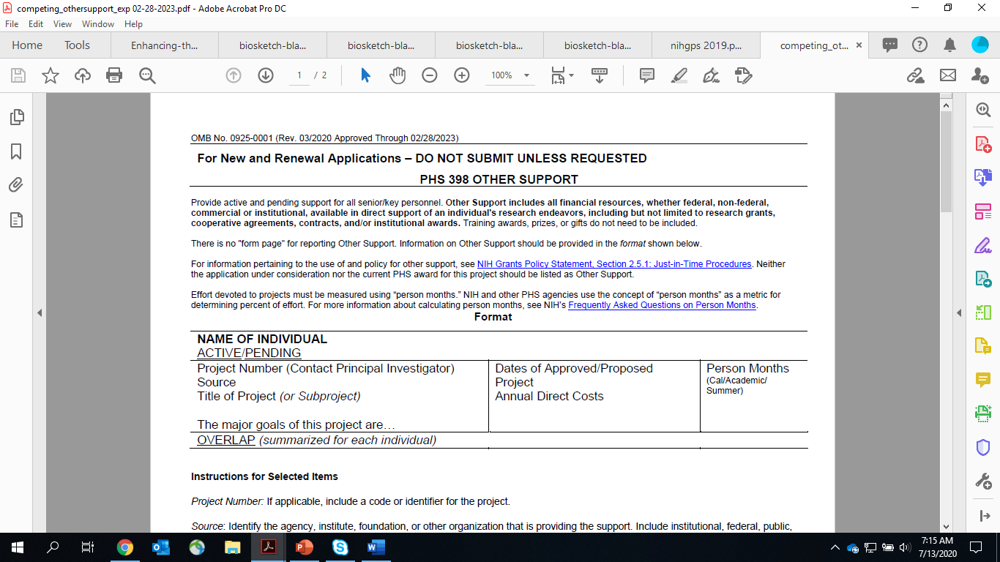 competing_othersupport_exp 02-28-2023.pdf - Adobe Acrobat Pro DC
File Edit View Window Help
Home Tools Enhancing-th... biosketch-bla... biosketch-bla... biosketch-bla... biosketch-bla... nihgps 2019.p... competing_ot... ×
1 / 2 100%
OMB No. 0925-0001 (Rev. 03/2020 Approved Through 02/28/2023)
For New and Renewal Applications – DO NOT SUBMIT UNLESS REQUESTED
PHS 398 OTHER SUPPORT
Provide active and pending support for all senior/key personnel. Other Support includes all financial resources, whether federal, non-federal,
commercial or institutional, available in direct support of an individual's research endeavors, including but not limited to research grants,
cooperative agreements, contracts, and/or institutional awards. Training awards, prizes, or gifts do not need to be included.
There is no "form page" for reporting Other Support. Information on Other Support should be provided in the format shown below.
For information pertaining to the use of and policy for other support, see NIH Grants Policy Statement, Section 2.5.1: Just-in-Time Procedures. Neither
the application under consideration nor the current PHS award for this project should be listed as Other Support.
Effort devoted to projects must be measured using “person months.” NIH and other PHS agencies use the concept of “person months” as a metric for
determining percent of effort. For more information about calculating person months, see NIH’s Frequently Asked Questions on Person Months.
Format
NAME OF INDIVIDUAL
ACTIVE/PENDING
Project Number (Contact Principal Investigator)
Source
Title of Project (or Subproject)
The major goals of this project are…
Dates of Approved/Proposed
Project
Annual Direct Costs
Person Months
(Cal/Academic/
Summer)
OVERLAP (summarized for each individual)
Instructions for Selected Items
Project Number: If applicable, include a code or identifier for the project.
Source: Identify the agency, institute, foundation, or other organization that is providing the support. Include institutional, federal, public,
7:15 AM
7/13/2020